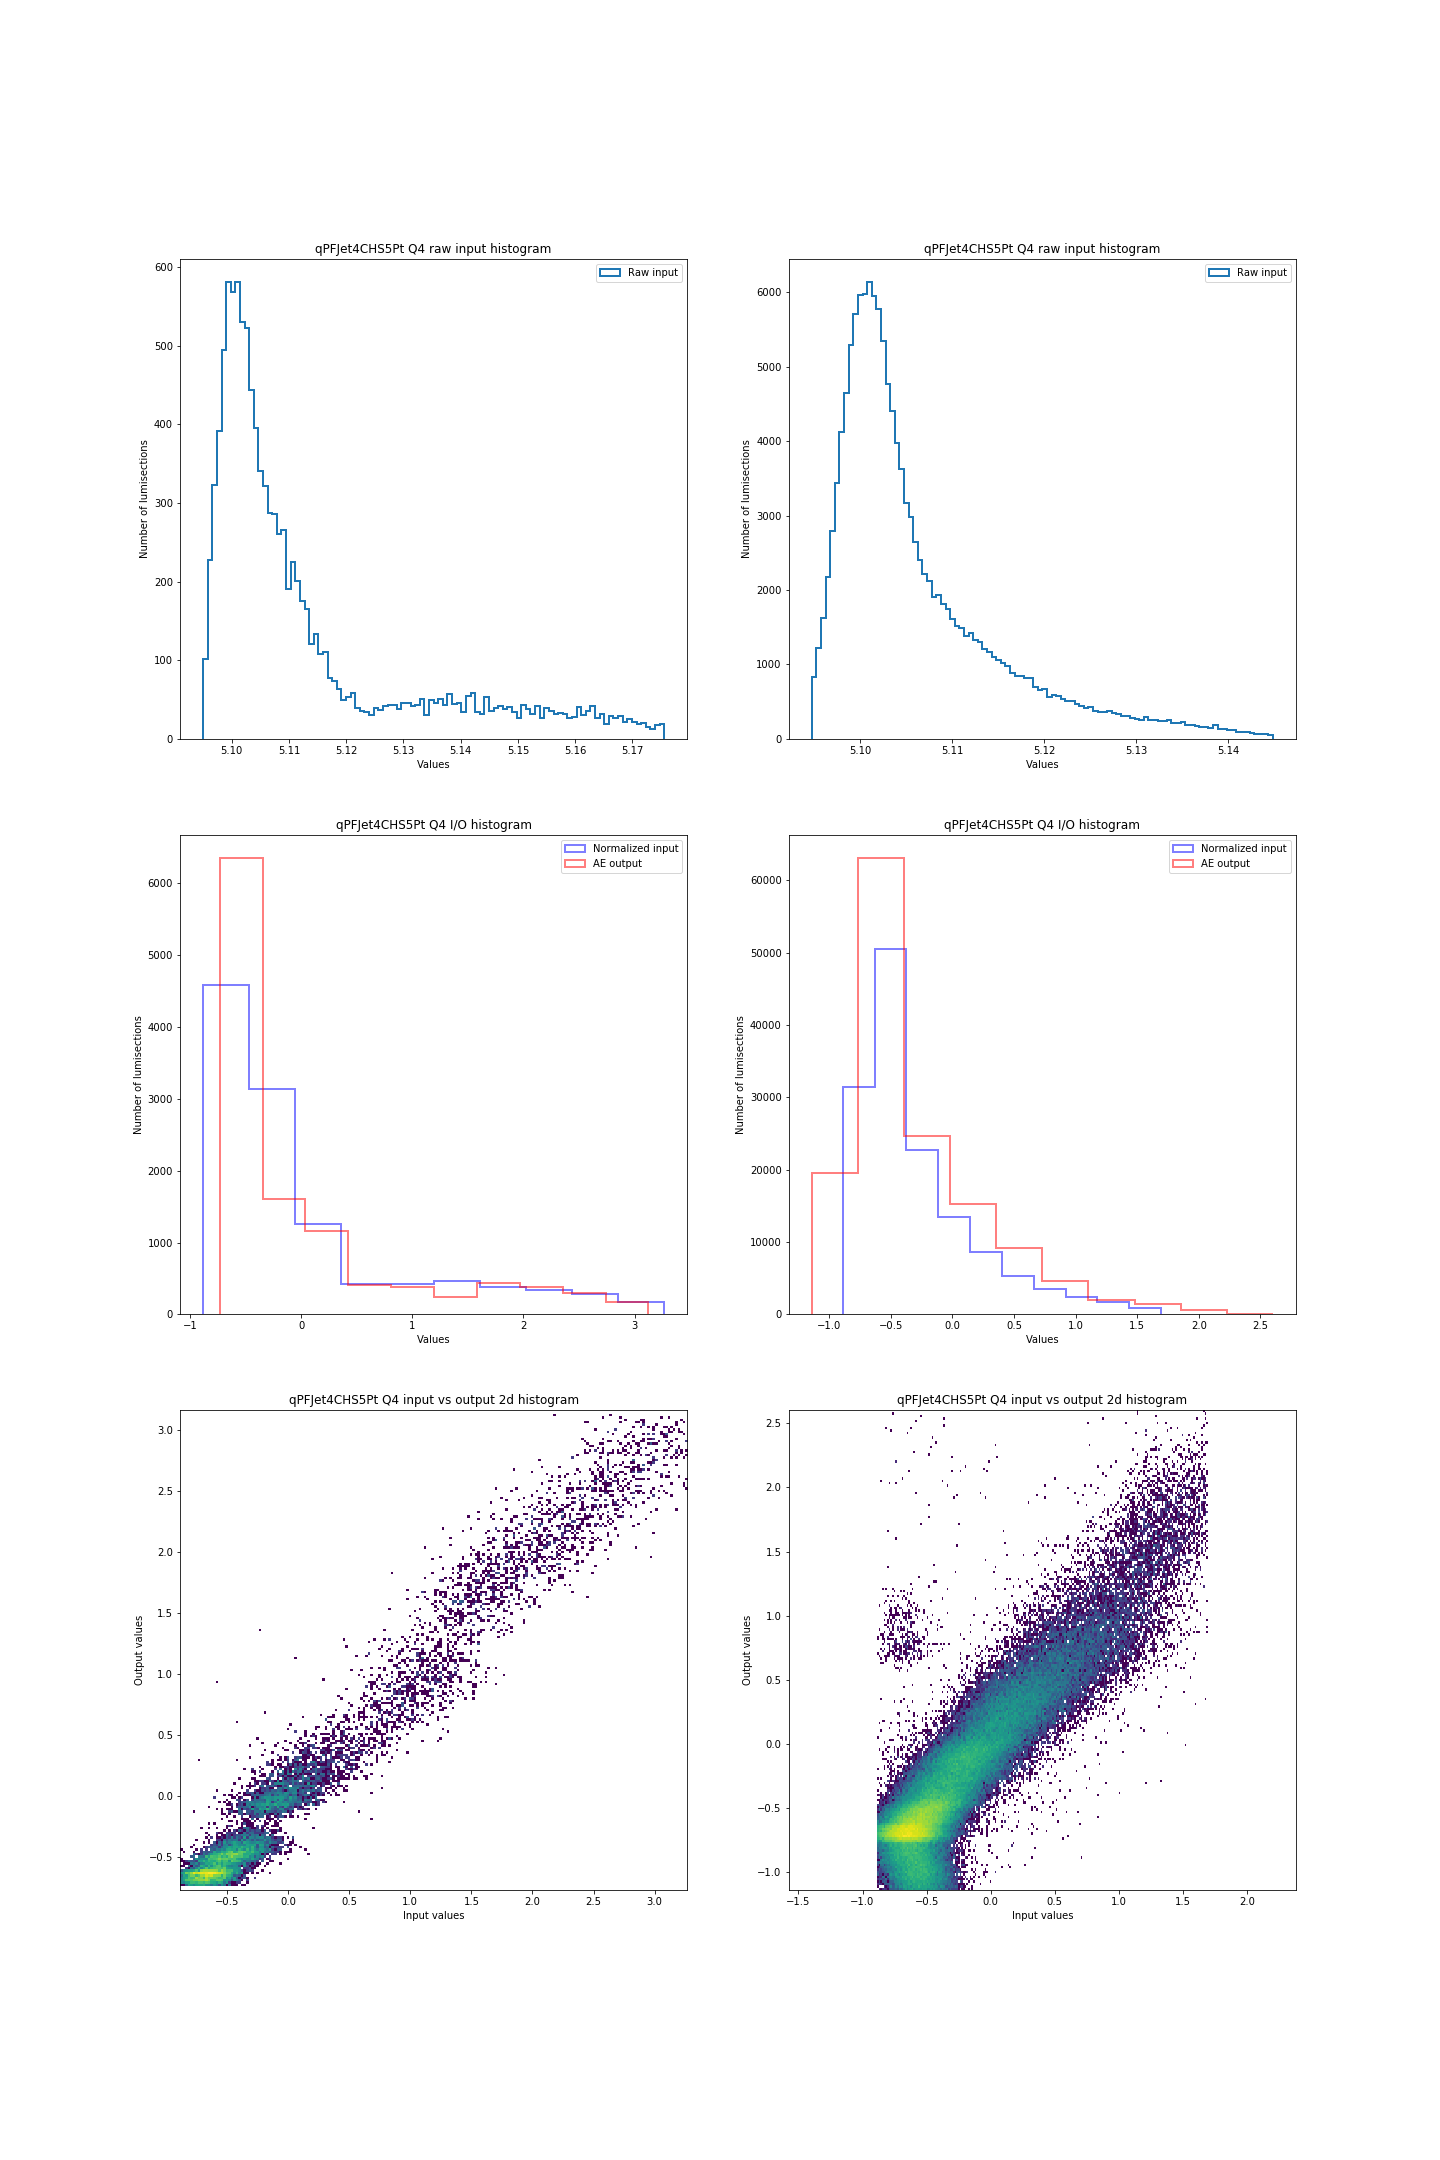 qPFJet4CHS5Pt Q4 raw input histogram
Raw input
600
500
400
300
200
100
0
Number of lumisections
5.10 5.11 5.12 5.13 5.14 5.15 5.16 5.17
Values
qPFJet4CHS5Pt Q4 raw input histogram
Raw input
6000
5000
4000
3000
2000
1000
0
Number of lumisections
5.10 5.11 5.12 5.13 5.14
Values
qPFJet4CHS5Pt Q4 I/O histogram
Normalized input
AE output
6000
5000
4000
3000
2000
1000
0
Number of lumisections
−1 0 1 2 3
Values
qPFJet4CHS5Pt Q4 I/O histogram
Normalized input
AE output
60000
50000
40000
30000
20000
10000
0
Number of lumisections
−1.0 −0.5 0.0 0.5 1.0 1.5 2.0 2.5
Values
qPFJet4CHS5Pt Q4 input vs output 2d histogram
3.0
2.5
2.0
1.5
1.0
0.5
0.0
−0.5
Output values
−0.5 0.0 0.5 1.0 1.5 2.0 2.5 3.0
Input values
qPFJet4CHS5Pt Q4 input vs output 2d histogram
2.5
2.0
1.5
1.0
0.5
0.0
−0.5
−1.0
Output values
−1.5 −1.0 −0.5 0.0 0.5 1.0 1.5 2.0
Input values